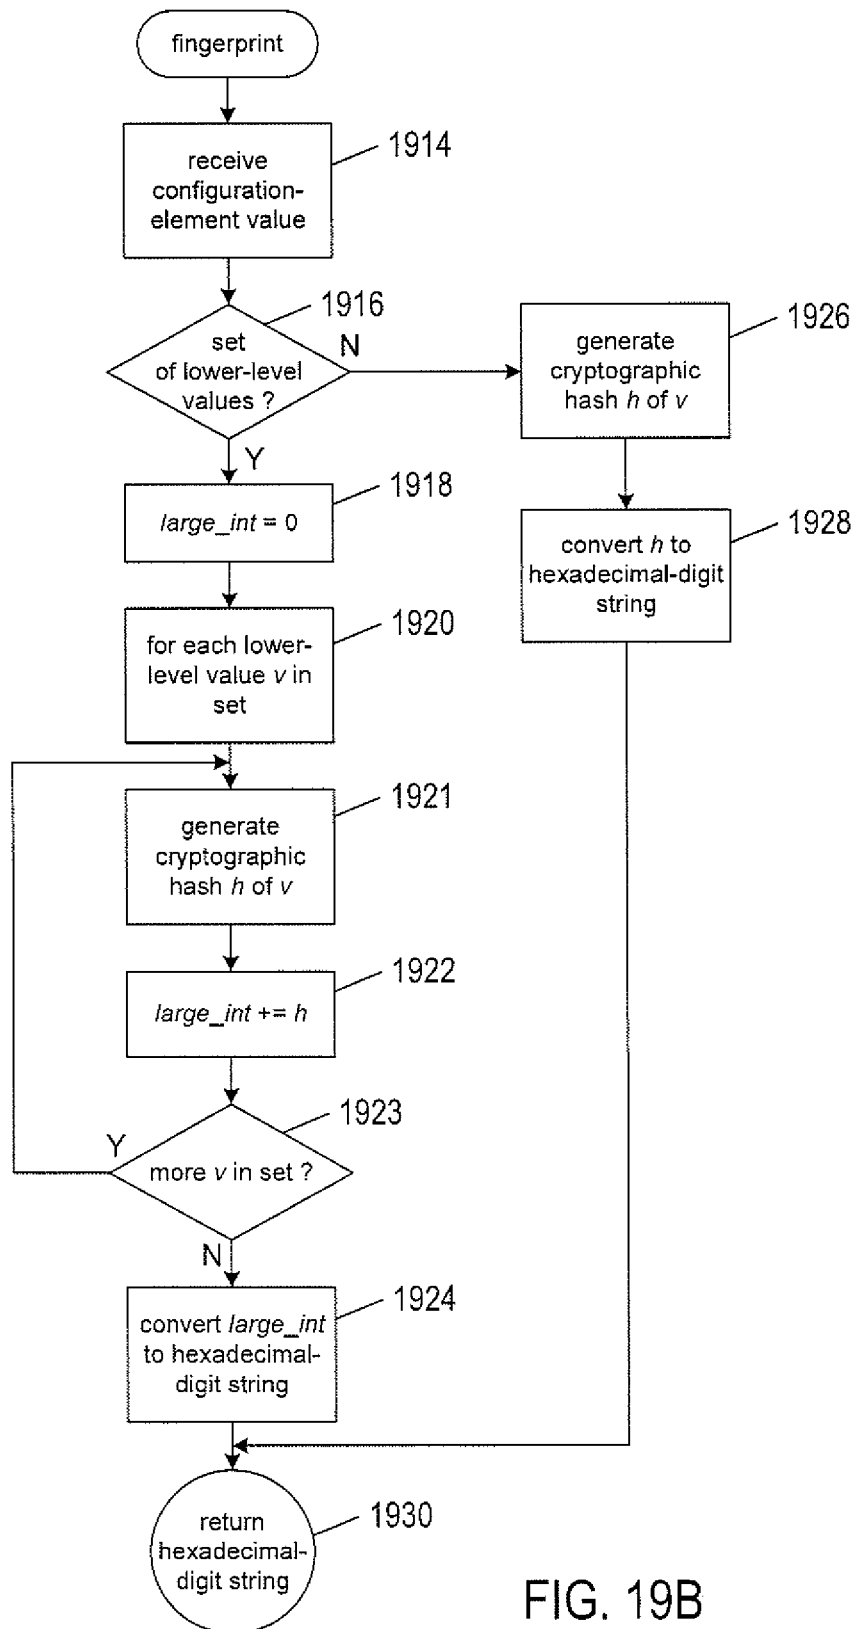 fingerprint
1914
receive
configuration-
element value
1916
set
of lower-level
values ?
N
Y
1926
generate
cryptographic
hash h of v
1918
large_int = 0
1928
convert h to
hexadecimal-digit
string
1920
for each lower-
level value v in
set
1921
generate
cryptographic
hash h of v
1922
large_int += h
1923
Y
more v in set ?
N
1924
convert large_int
to hexadecimal-
digit string
1930
return
hexadecimal-
digit string
FIG. 19B